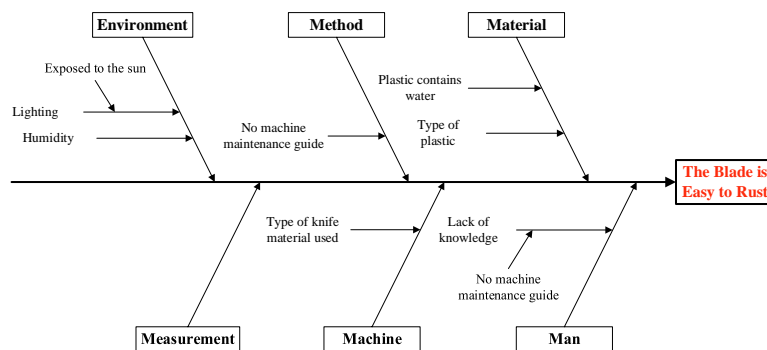 Environment
Method
Material
Exposed to the sun
Plastic contains
water
Lighting
Humidity
No machine
maintenance guide
Type of
plastic
The Blade is
Easy to Rust
Type of knife
material used
Lack of
knowledge
No machine
maintenance guide
Measurement
Machine
Man